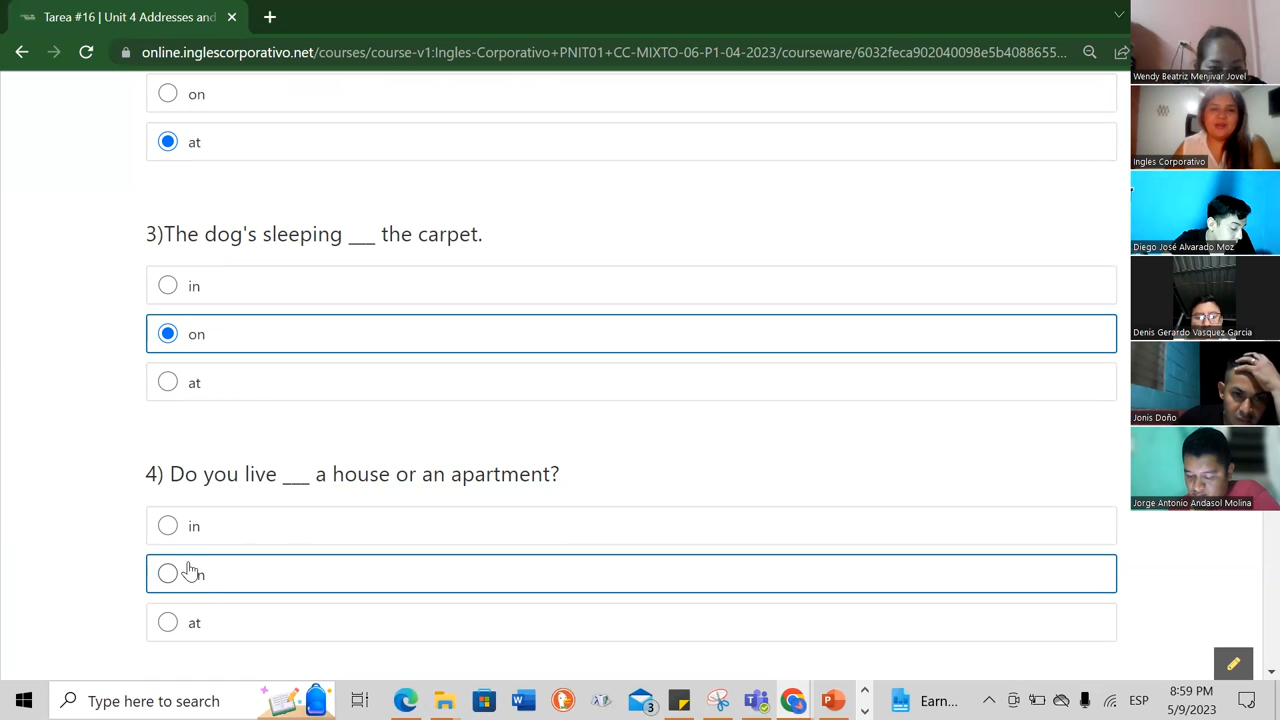 Tarea #16 | Unit 4 Addresses and
online.inglescorporativo.net/courses/course-v1:Ingles-Corporativo+PNIT01+CC-MIXTO-06-P1-04-2023/courseware/6032feca902040098e5b4088655...
on
at
3)The dog's sleeping ___ the carpet.
in
on
at
4) Do you live ___ a house or an apartment?
in
at
Wendy Beatriz Menjivar Jovel
Ingles Corporativo
Diego José Alvarado Moz
Denis Gerardo Vasquez Garcia
Jonis Doño
Jorge Antonio Andasol Molina
Type here to search
3
Earn...
ESP
8:59 PM
5/9/2023